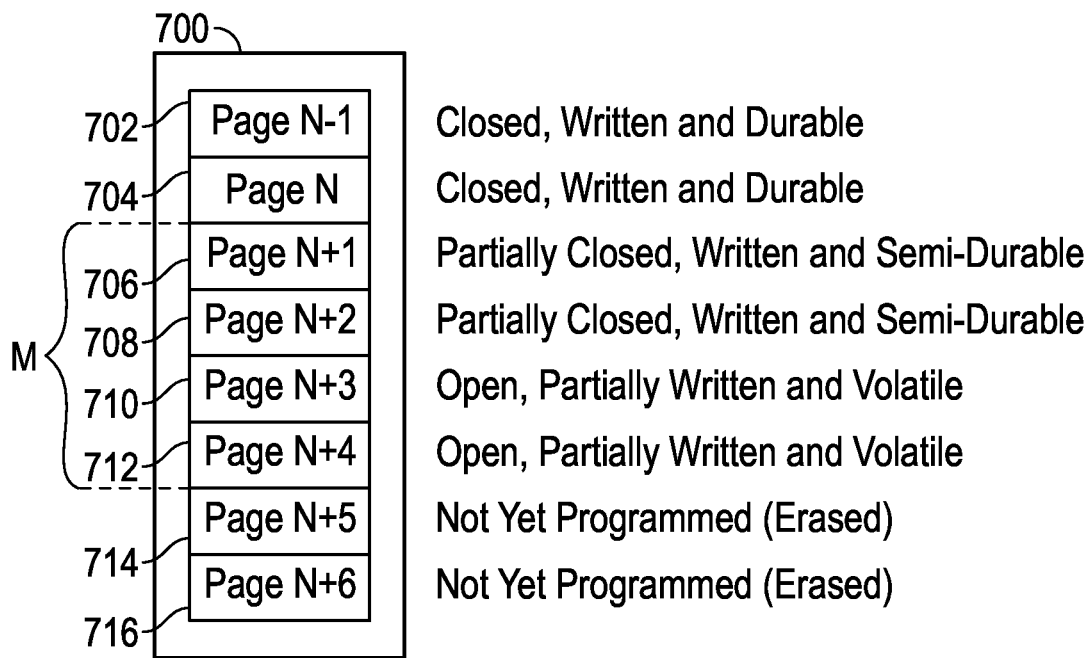 700
702 Page N-1 Closed, Written and Durable
704 Page N Closed, Written and Durable
706 Page N+1 Partially Closed, Written and Semi-Durable
708 Page N+2 Partially Closed, Written and Semi-Durable
M
710 Page N+3 Open, Partially Written and Volatile
712 Page N+4 Open, Partially Written and Volatile
714 Page N+5 Not Yet Programmed (Erased)
716 Page N+6 Not Yet Programmed (Erased)